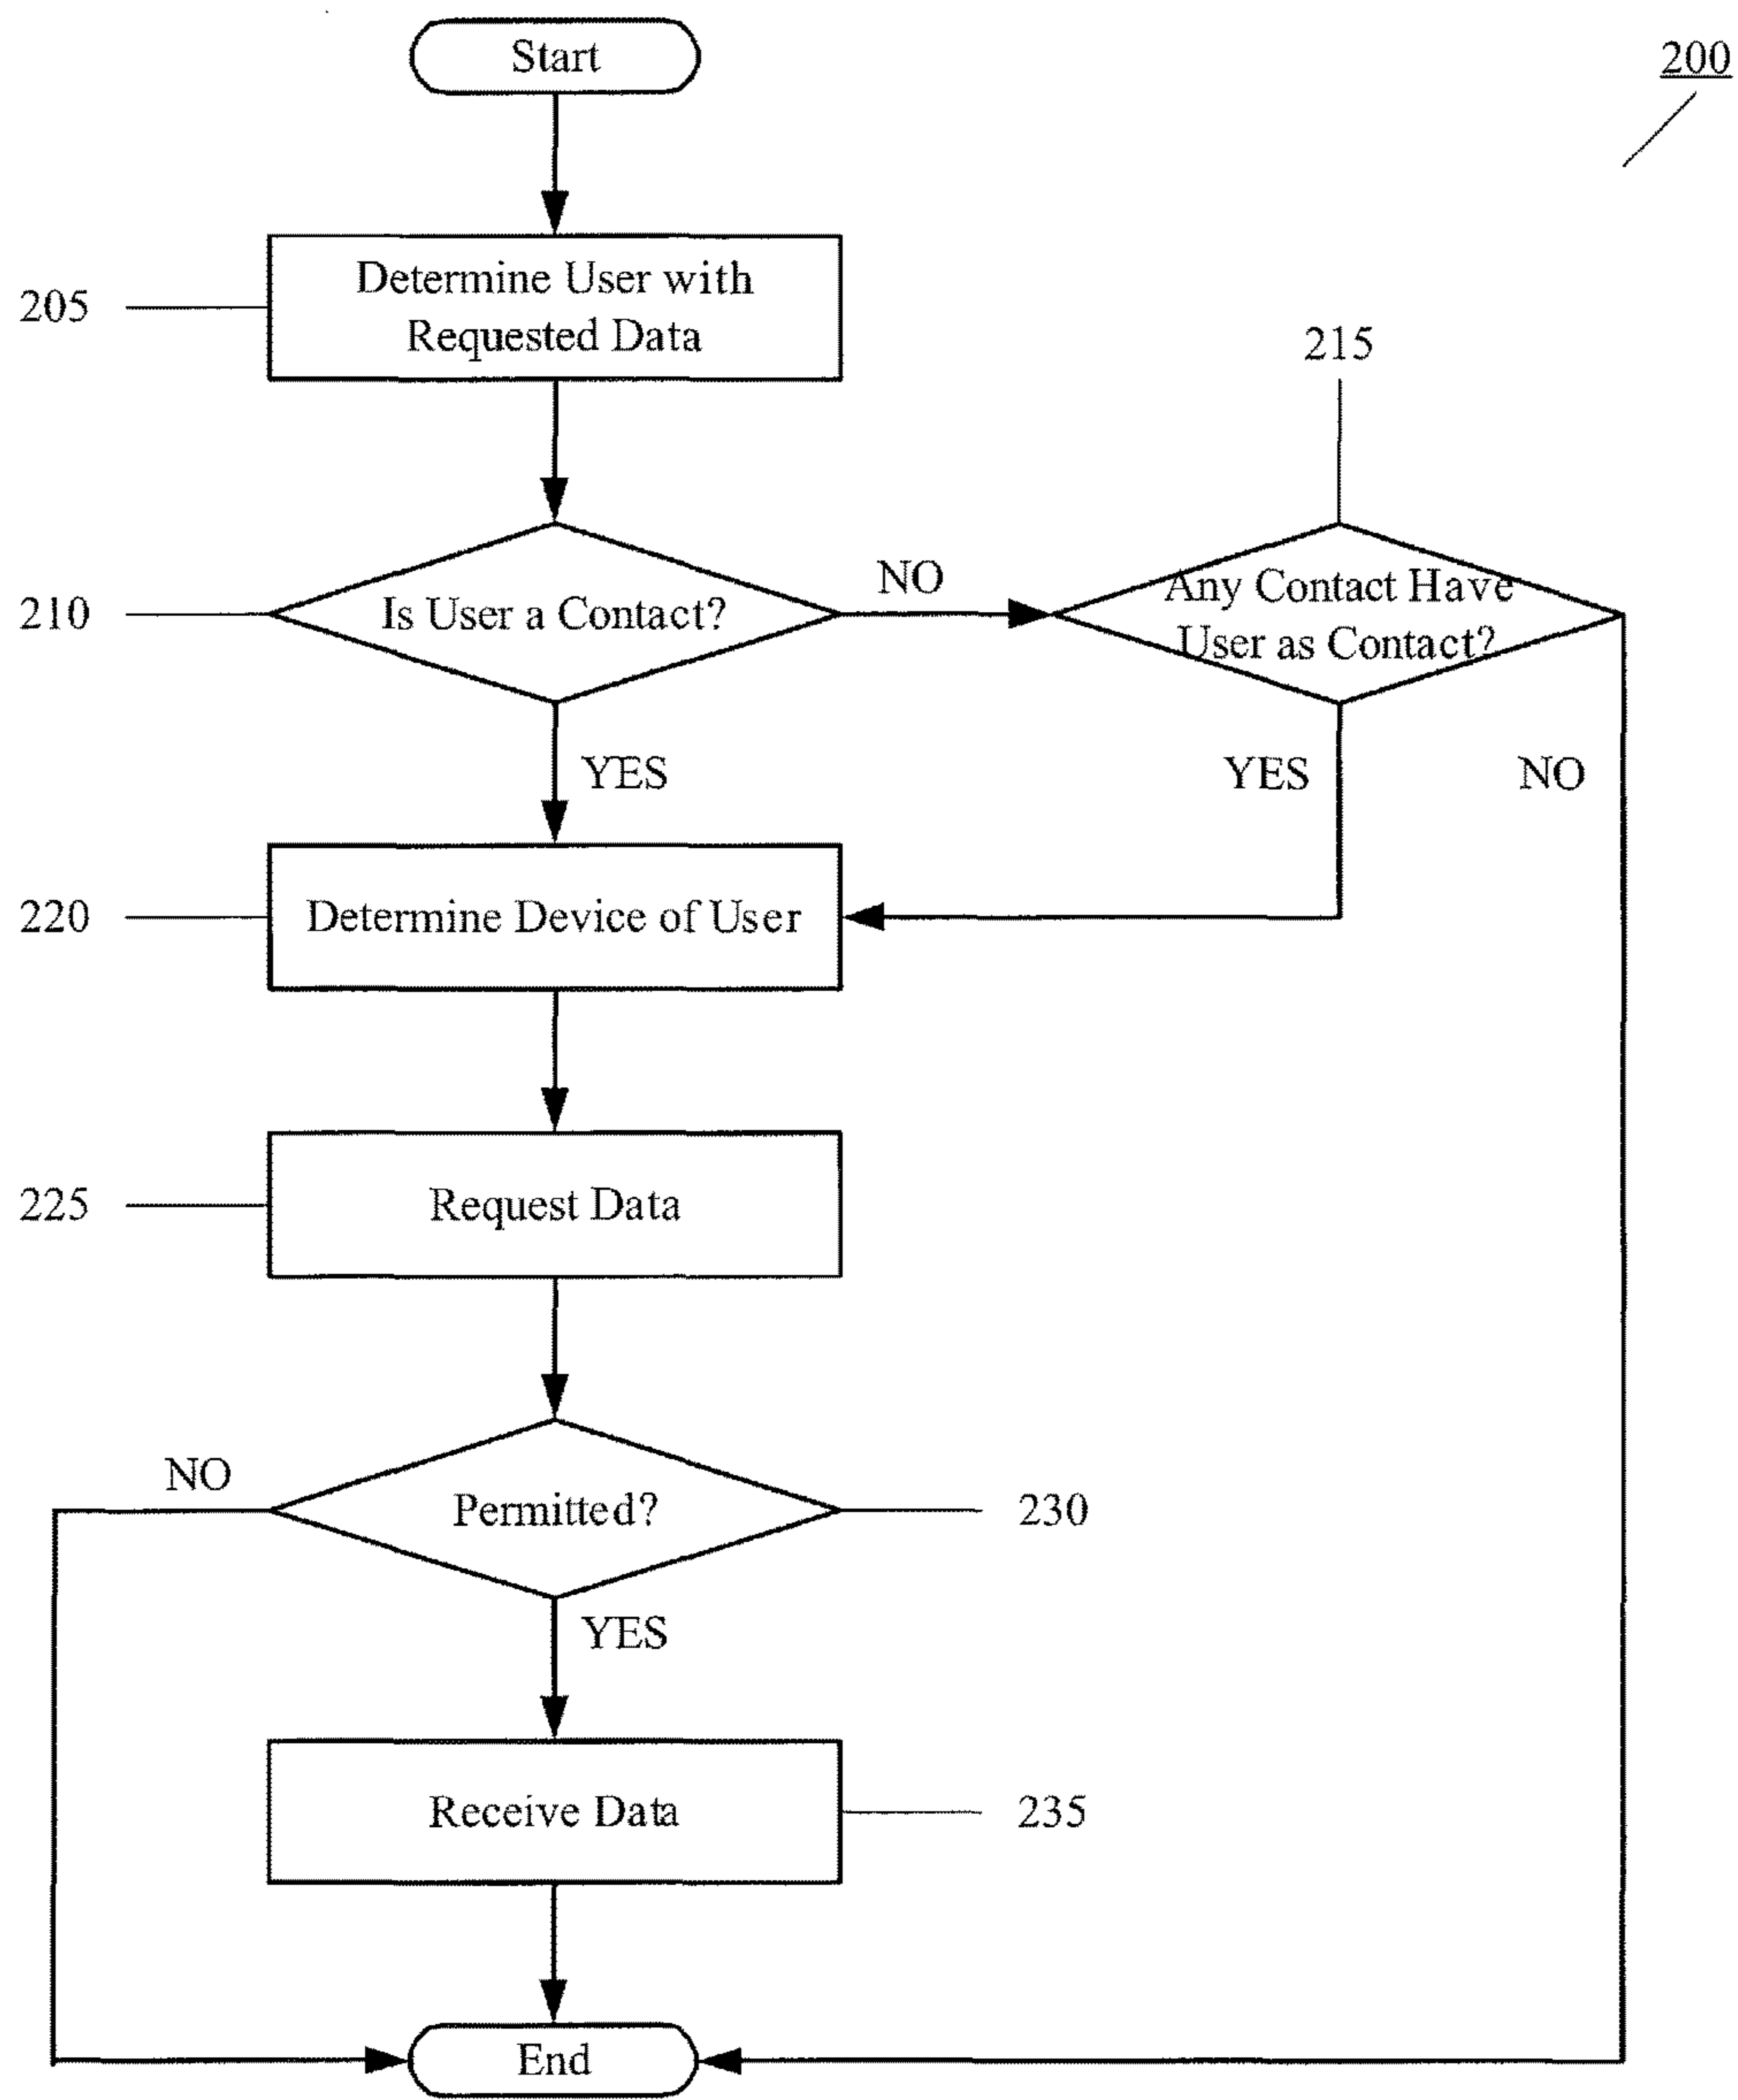 Start
200
Determine User with
Requested Data
205
215
210
Is User a Contact?
NO
Any Contact Have
User as Contact?
YES
YES
NO
220
Determine Device of User
225
Request Data
NO
Permitted?
230
YES
Receive Data
235
End